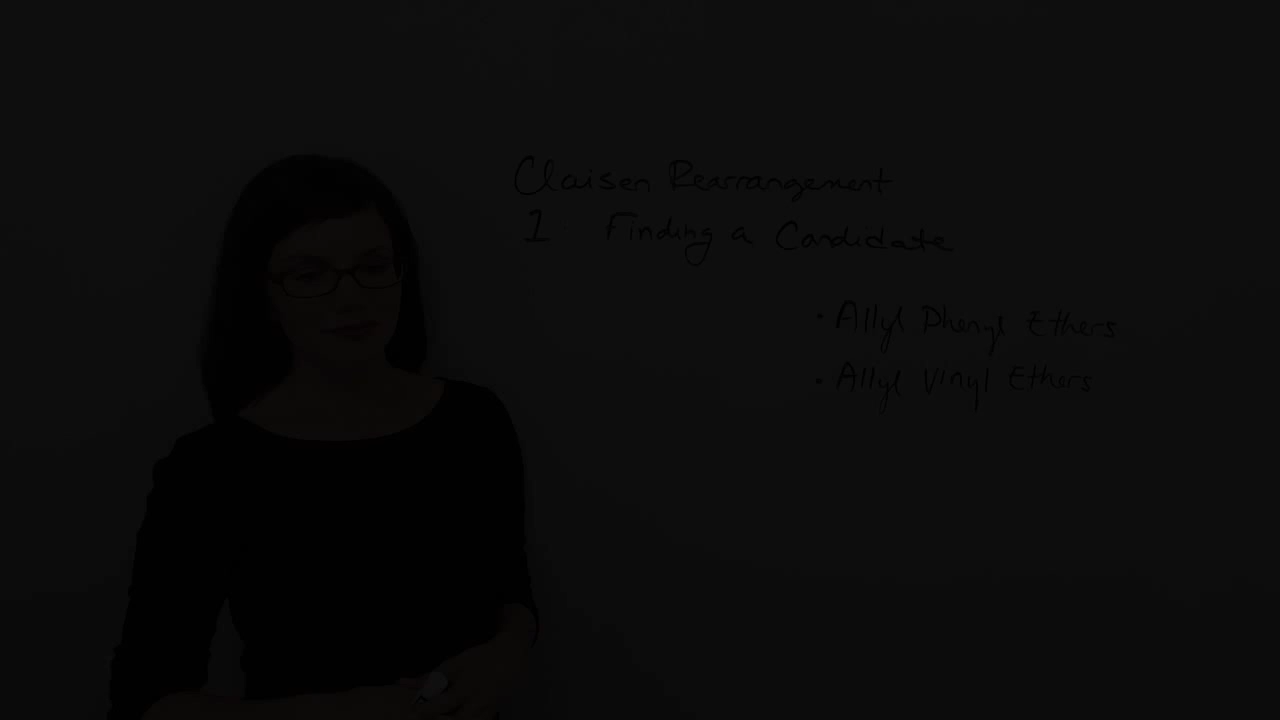 Claisen Rearrangement
1 Finding a Candidate
• Allyl Phenyl Ethers
• Allyl Vinyl Ethers